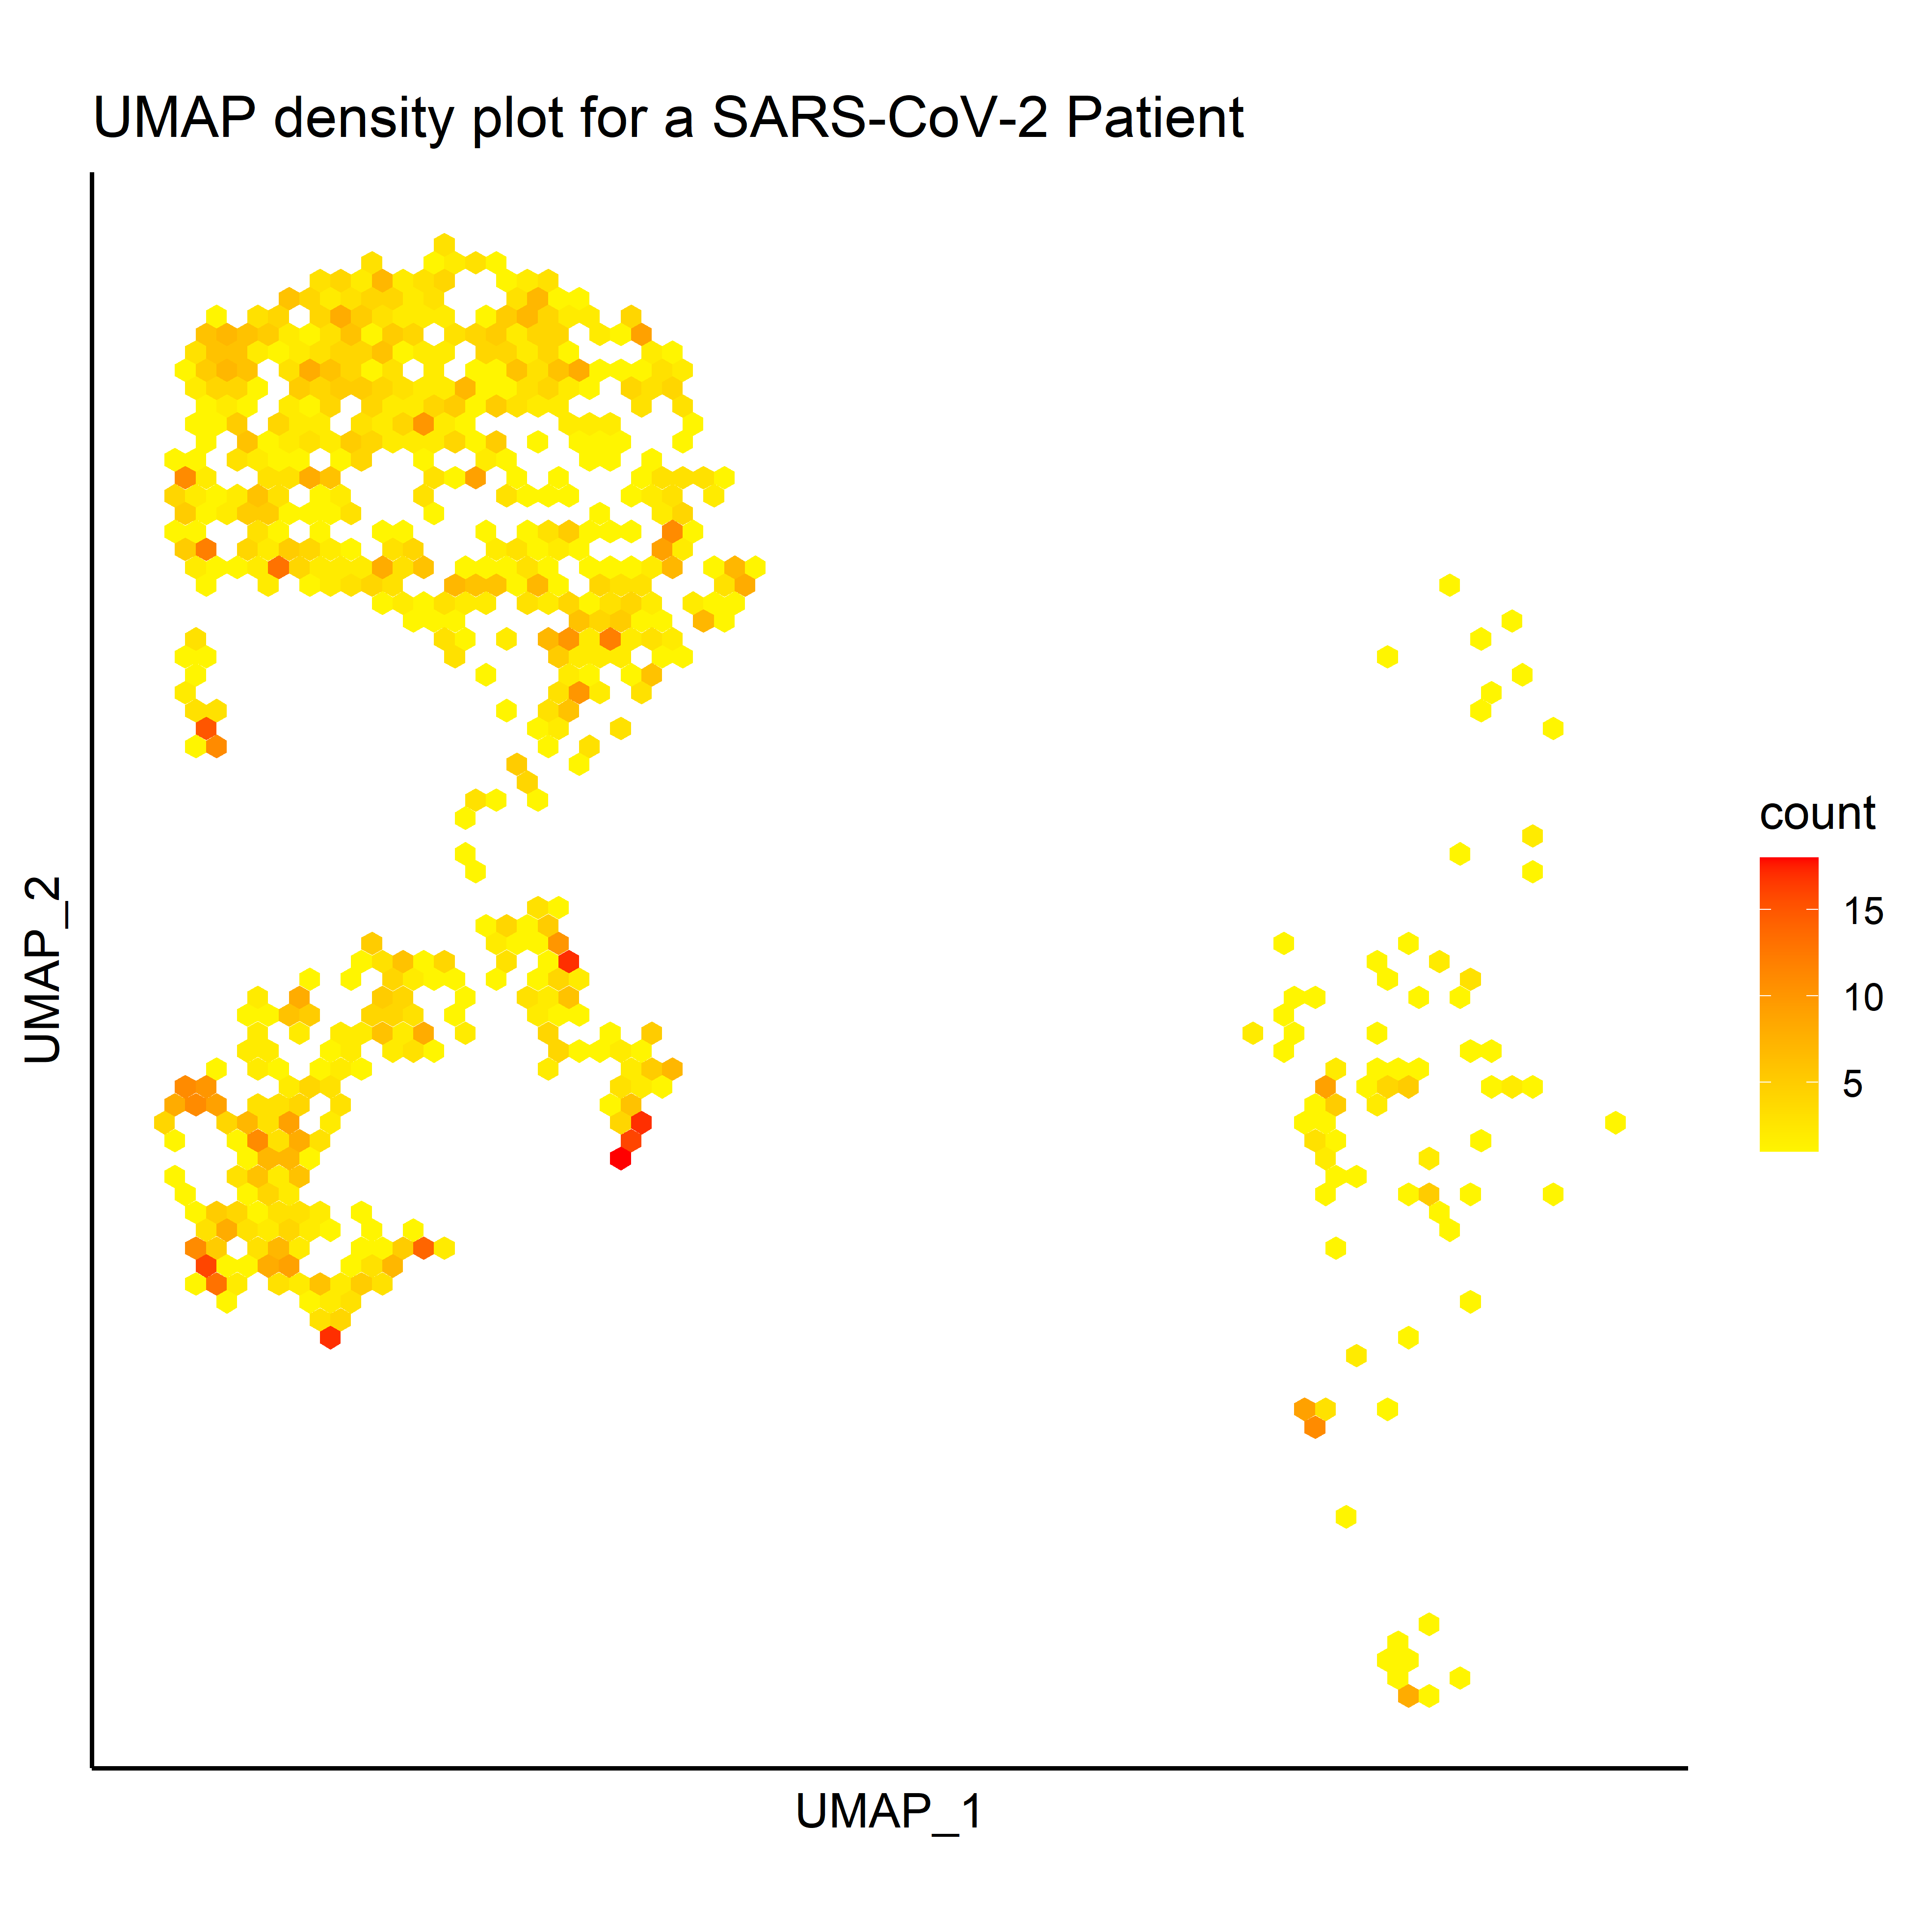 UMAP density plot for a SARS-CoV-2 Patient
UMAP_2
count
15
10
5
UMAP_1